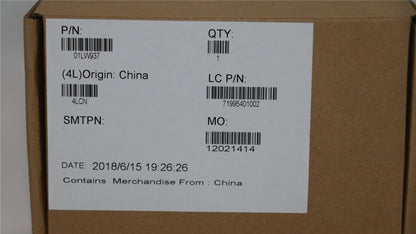 P/N:
01LW937
QTY:
1
(4L)Origin: China
4LCN
LC P/N:
71995401002
SMTPN:
MO:
12021414
DATE: 2018/6/15 19:26:26
Contains Merchandise From : China